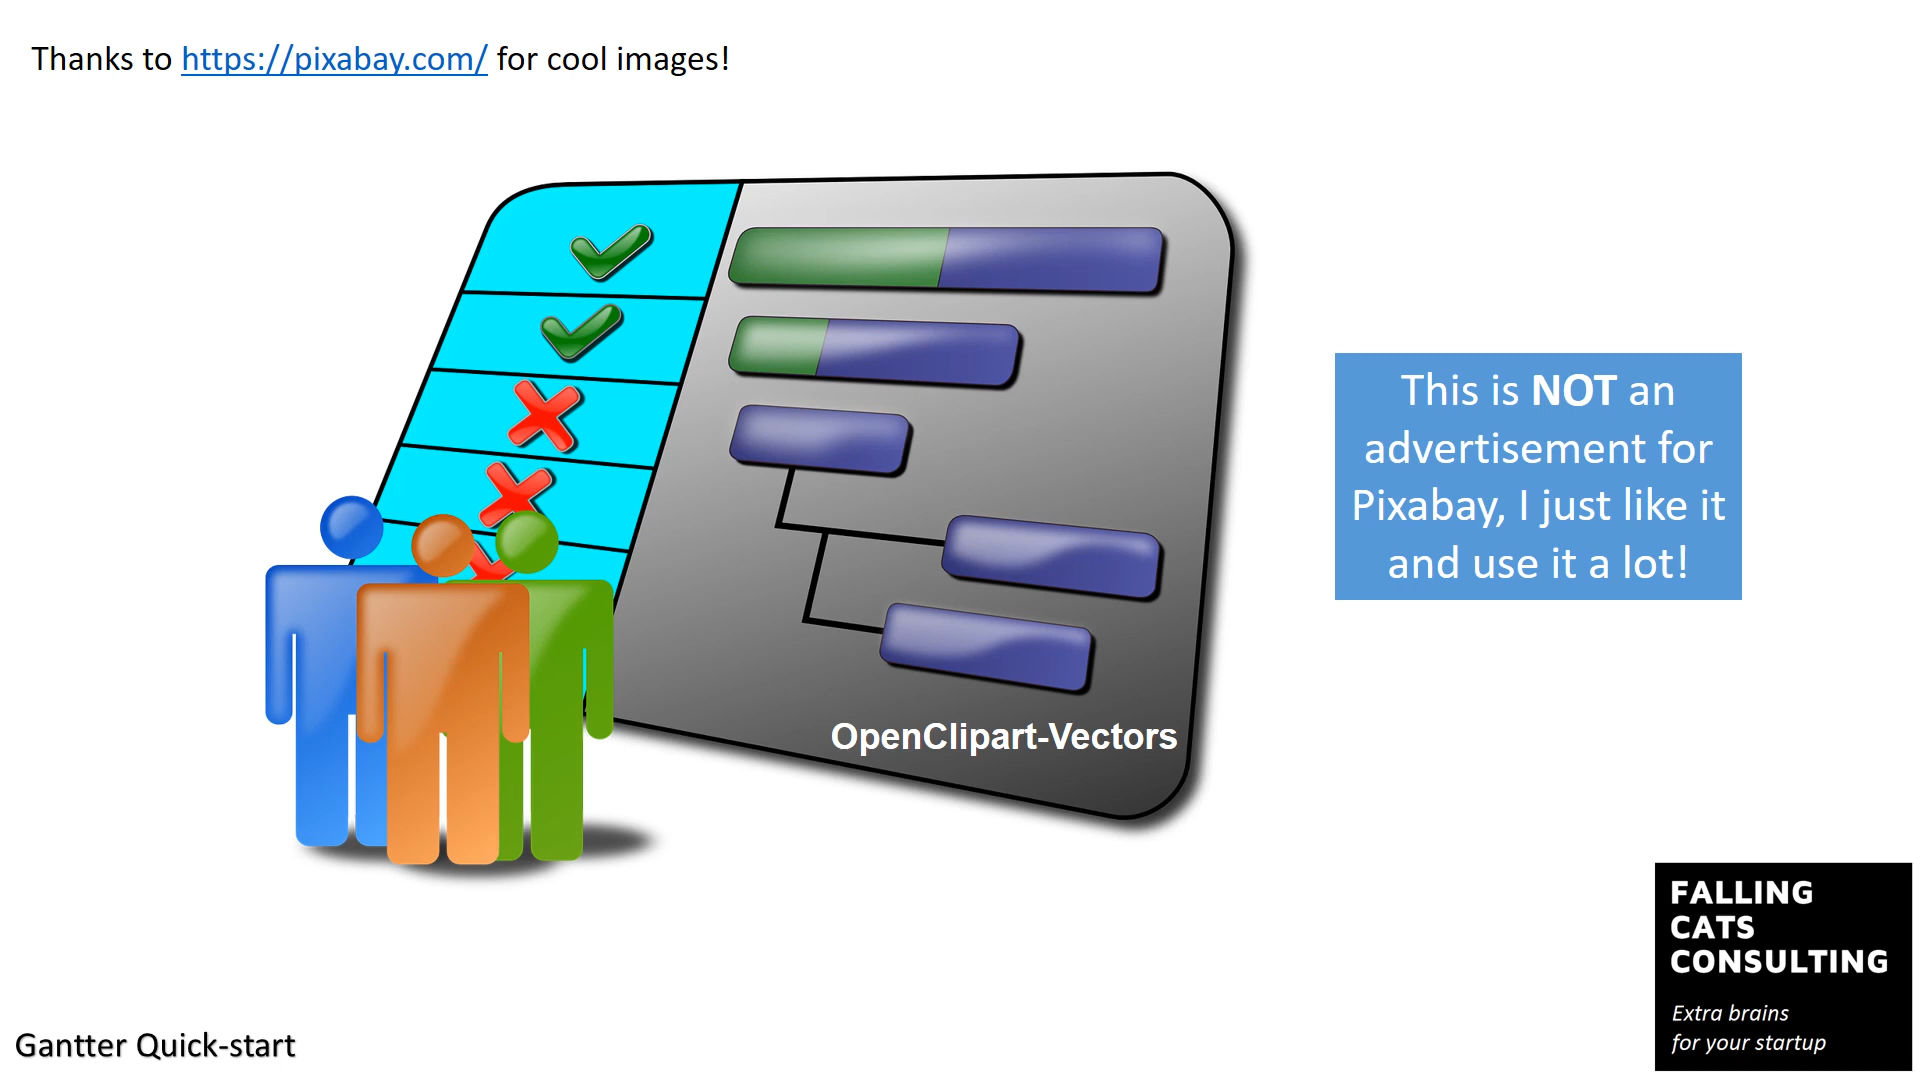 Thanks to https://pixabay.com/ for cool images!
This is NOT an
advertisement for
Pixabay, I just like it
and use it a lot!
OpenClipart-Vectors
FALLING
CATS
CONSULTING
Extra brains
for your startup
Gantter Quick-start